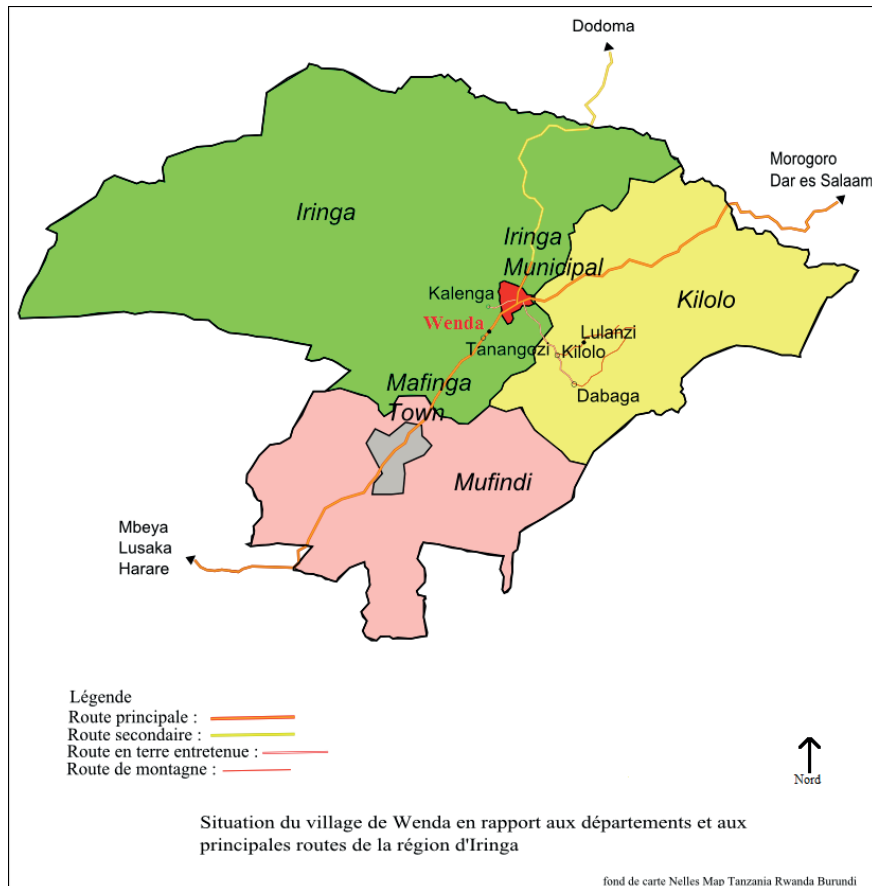 Dodoma
Morogoro
Dar es Salaam
Iringa
Iringa
Municipal
Kilolo
Kalenga
Wenda
Lulanzi
Tanangozi
Kilolo
Dabaga
Mafinga
Town
Mufindi
Mbeya
Lusaka
Harare
Légende
Route principale :
Route secondaire :
Route en terre entretenue :
Route de montagne :
Nord
Situation du village de Wenda en rapport aux départements et aux
principales routes de la région d'Iringa
fond de carte Nelles Map Tanzania Rwanda Burundi